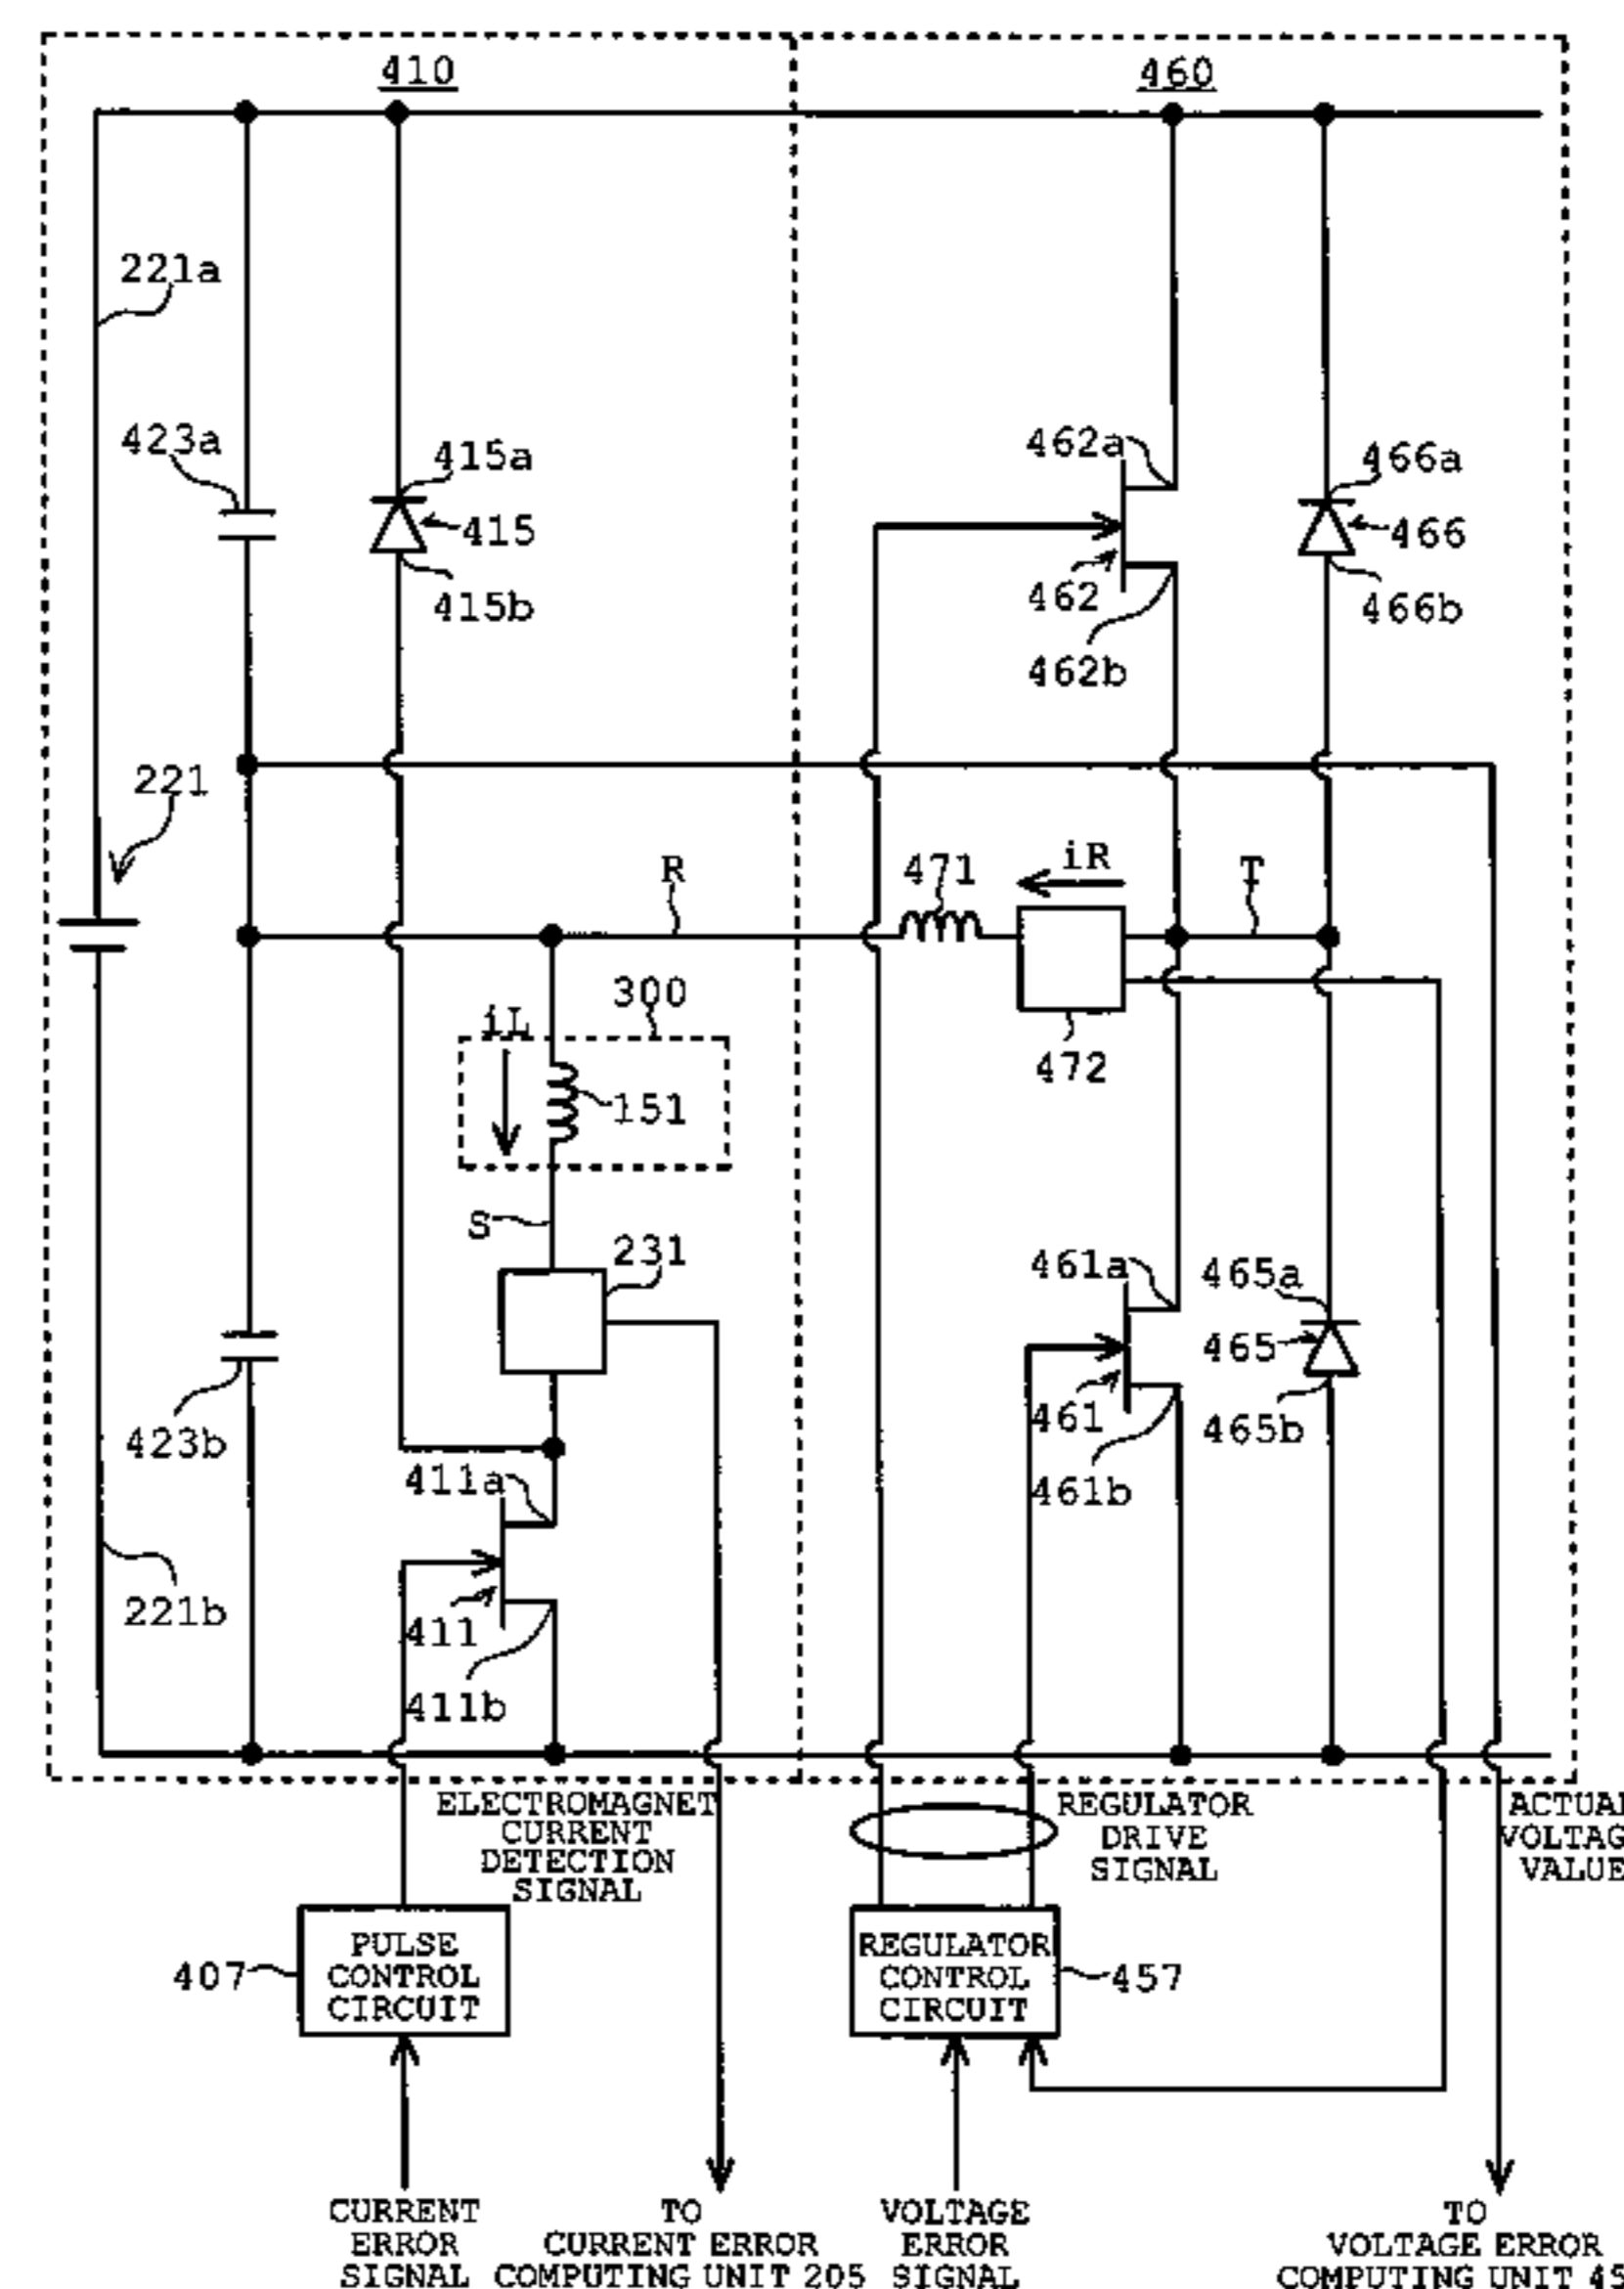 410
460
221a
423a
415a
415
415b
462a
462
462b
466a
466
466b
221
R
471
iR
T
300
iL
151
472
S
231
461a
465a
465
461
465b
461b
423b
411a
221b
411
411b
ELECTROMAGNET
CURRENT
DETECTION
SIGNAL
REGULATOR
DRIVE
SIGNAL
VALUE
407
PULSE
CONTROL
CIRCUIT
REGULATOR
CONTROL
CIRCUIT
457
CURRENT
ERROR
SIGNAL
TO
CURRENT ERROR
COMPUTING UNIT 205
VOLTAGE
ERROR
SIGNAL
TO
VOLTAGE ERROR
COMPUTING UNIT